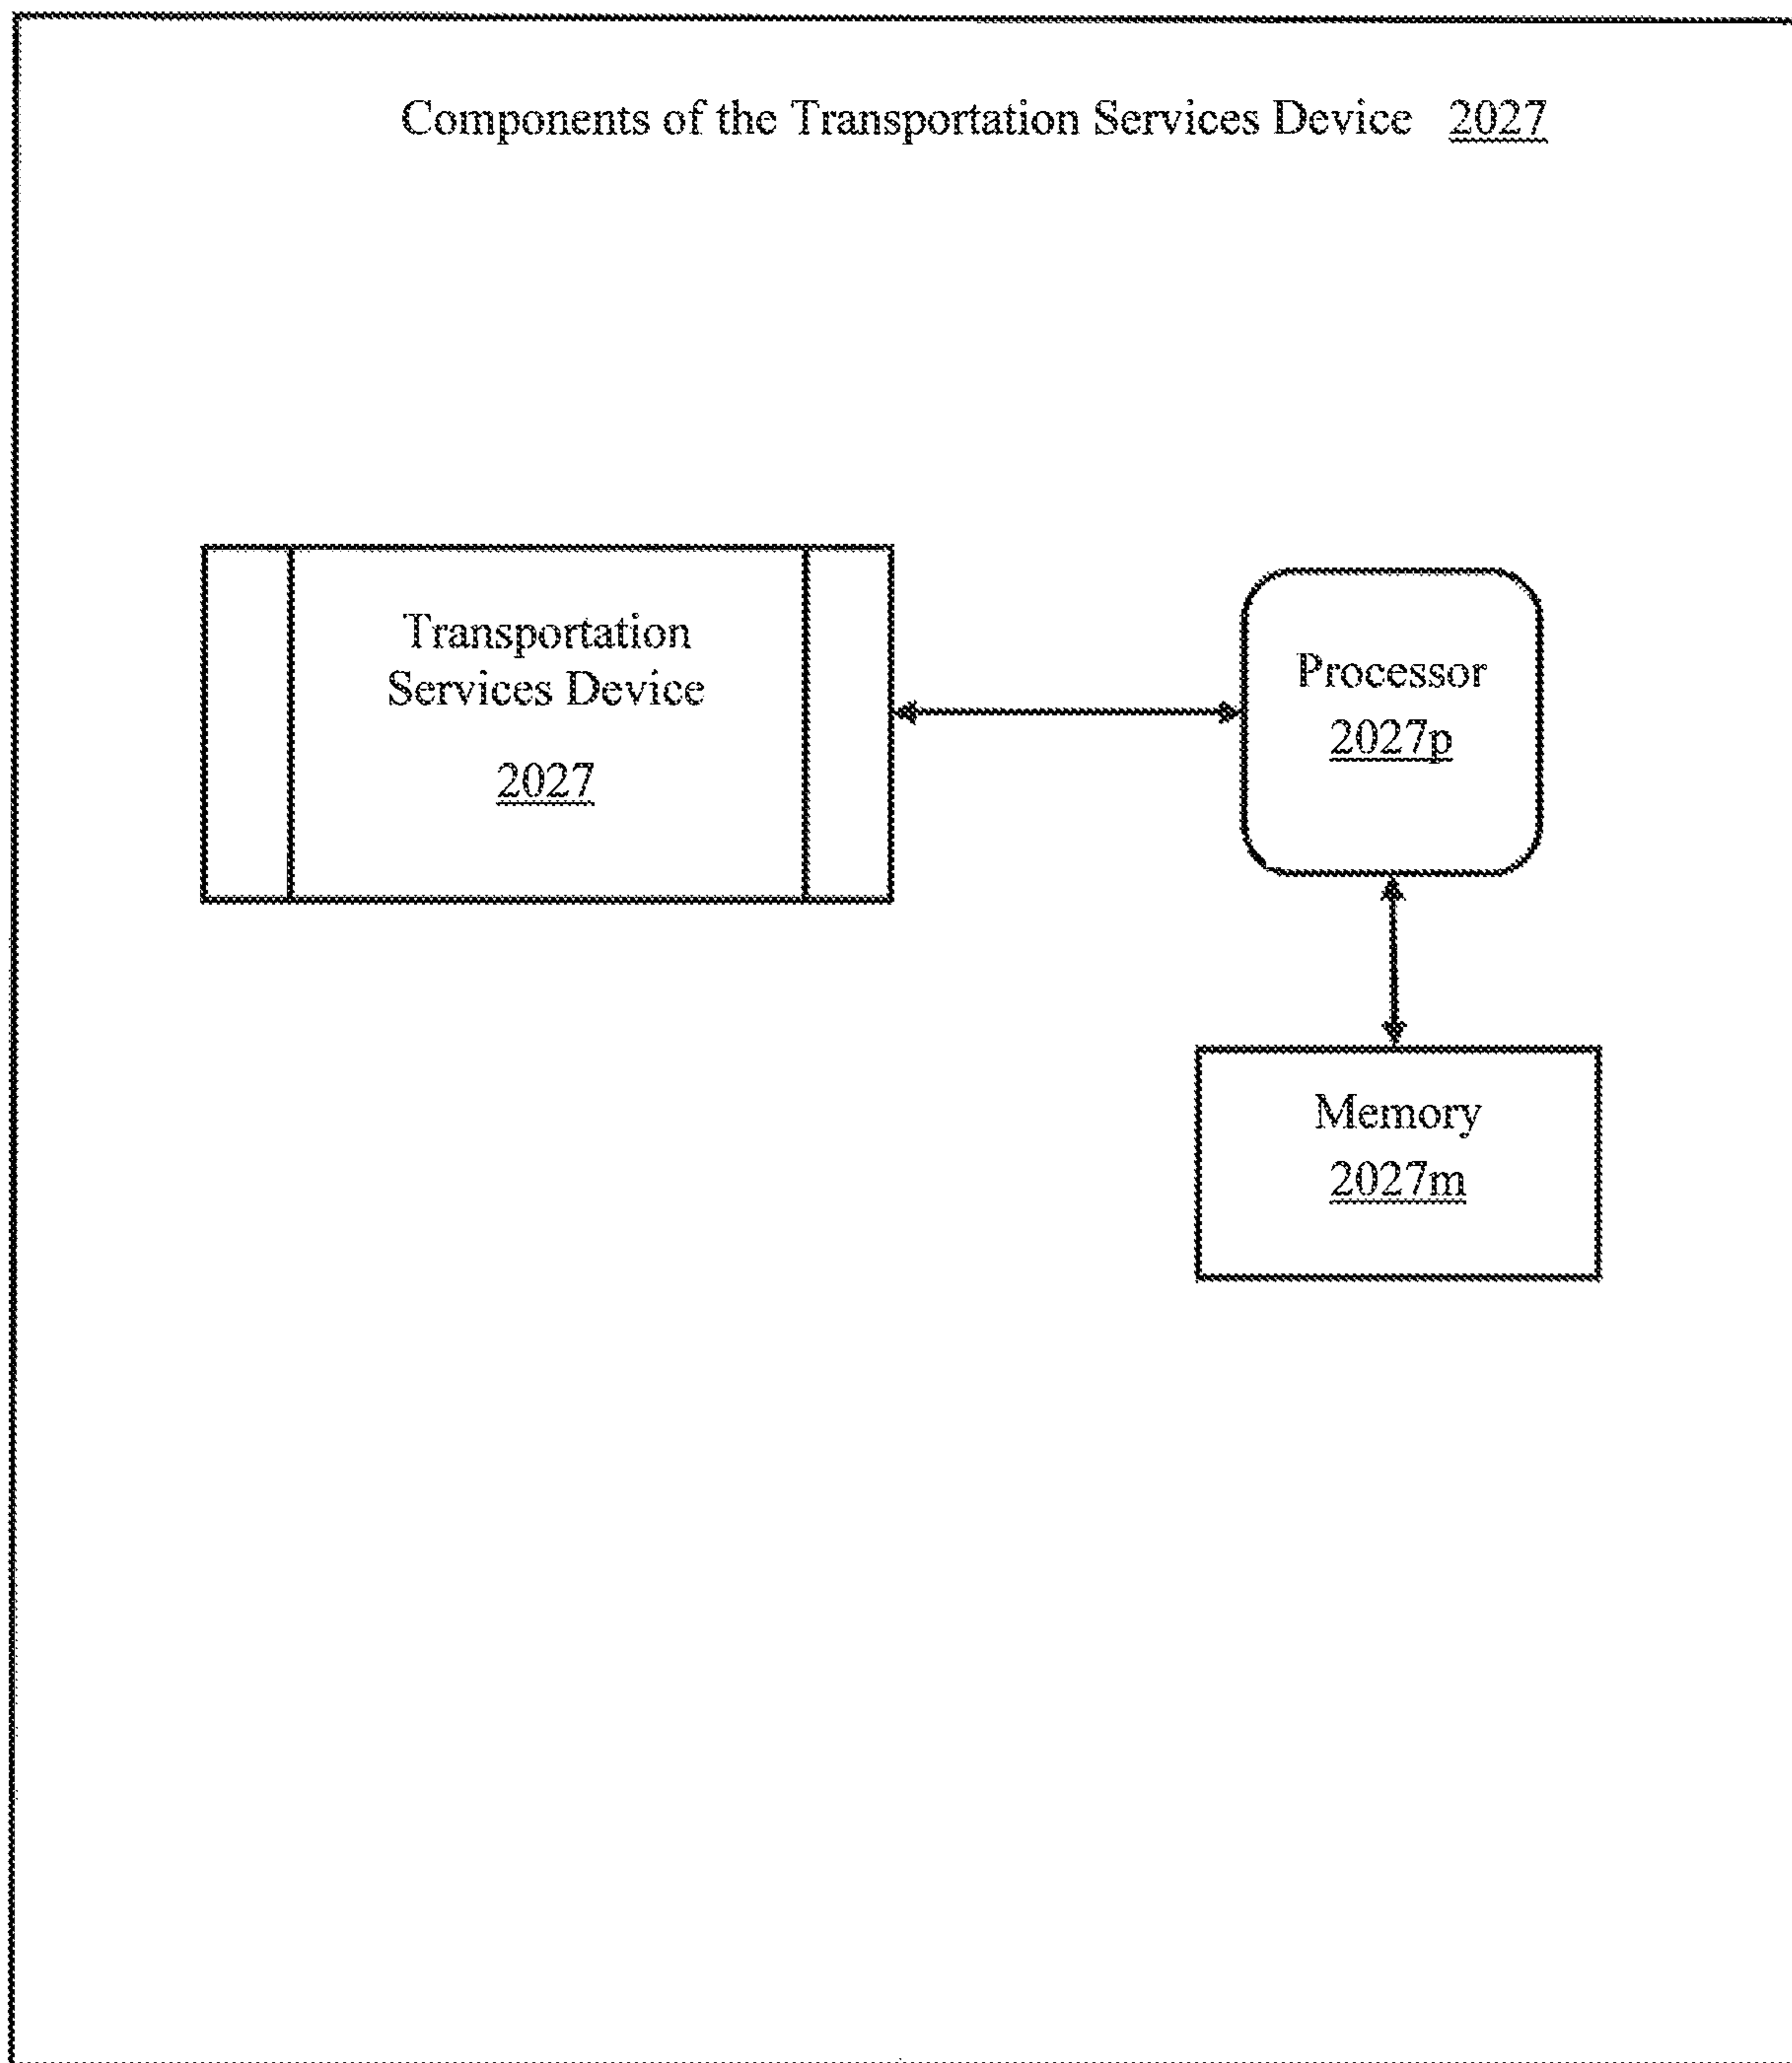 Components of the Transportation Services Device 2027
Transportation
Services Device
2027
Processor
2027p
Memory
2027m